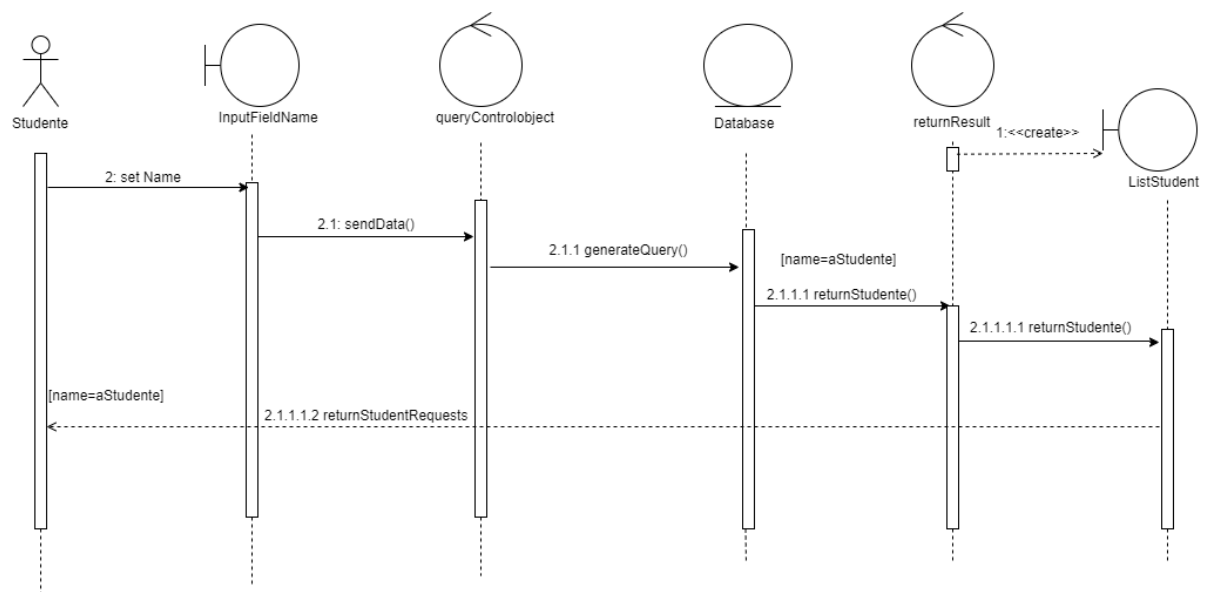 Studente
InputFieldName
queryControlobject
Database
returnResult
1:<<create>>
ListStudent
2: set Name
2.1: sendData()
2.1.1 generateQuery()
[name=aStudente]
2.1.1.1 returnStudente()
2.1.1.1.1 returnStudente()
[name=aStudente]
2.1.1.1.2 returnStudentRequests